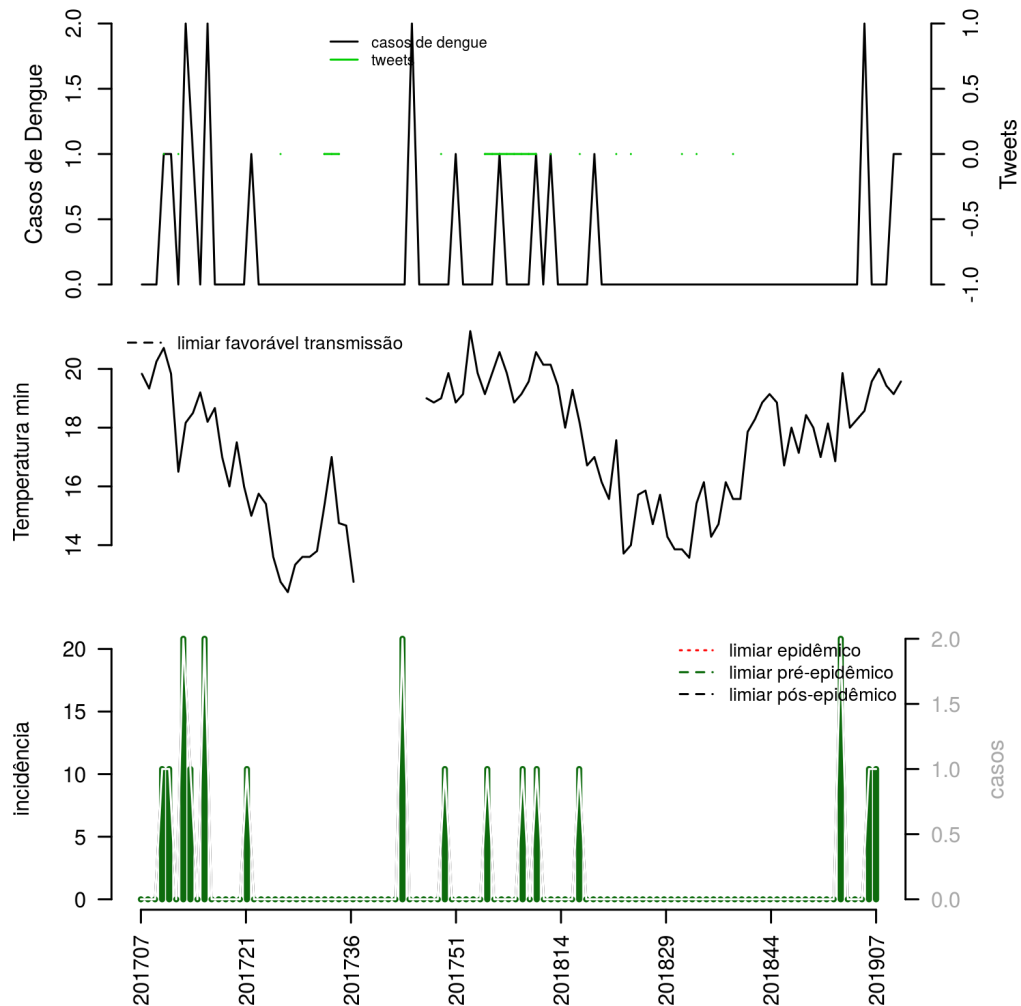 Casos de Dengue
2.0
1.5
1.0
0.5
0.0
casos de dengue
tweets
1.0
0.5
0.0
-0.5
-1.0
Tweets
Temperatura min
20
18
16
14
limiar favorável transmissão
incidência
20
15
10
5
0
limiar epidêmico
limiar pré-epidêmico
limiar pós-epidêmico
2.0
1.5
1.0
0.5
0.0
casos
201707
201721
201736
201751
201814
201829
201844
201907